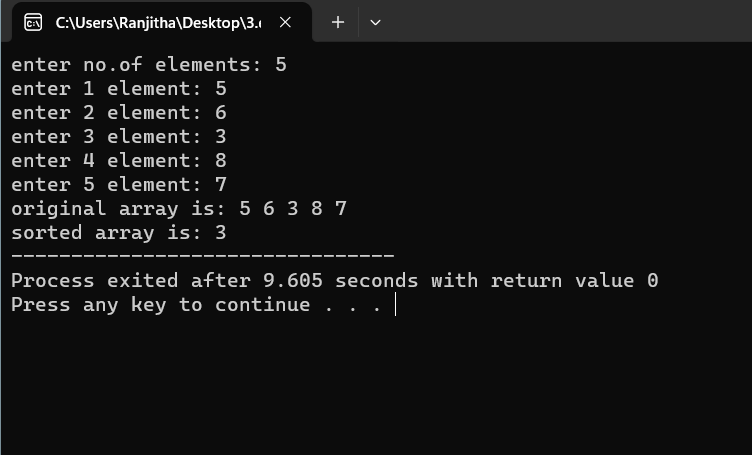 C:\Users\Ranjitha\Desktop\3.
enter no.of elements: 5
enter 1 element: 5
enter 2 element: 6
enter 3 element: 3
enter 4 element: 8
enter 5 element: 7
original array is: 5 6 3 8 7
sorted array is: 3
--------------------------------
Process exited after 9.605 seconds with return value 0
Press any key to continue . . .